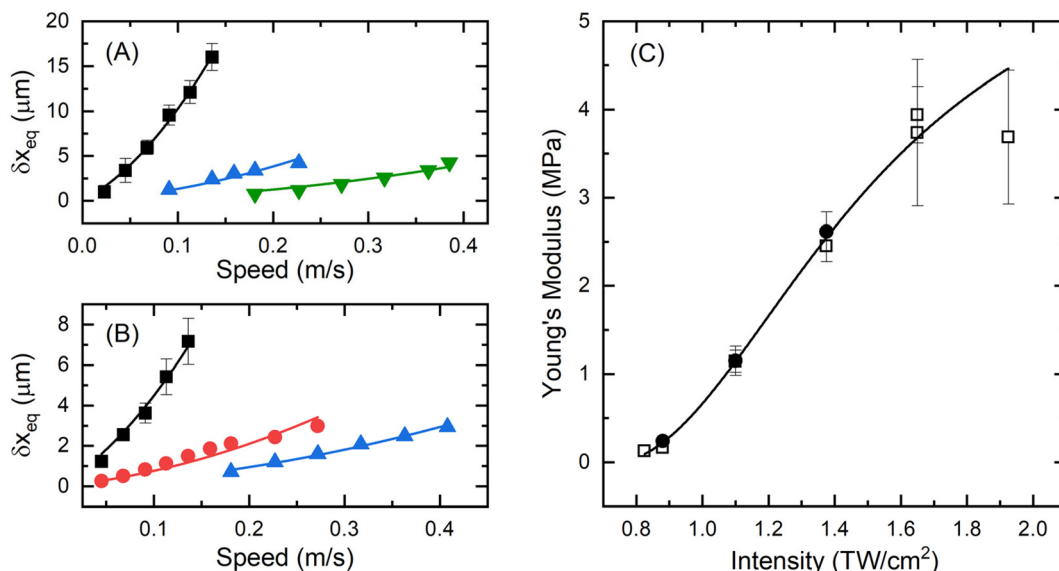 (A)
δx_eq (μm)
20
15
10
5
0
0.0 0.1 0.2 0.3 0.4
Speed (m/s)
(B)
δx_eq (μm)
8
6
4
2
0
0.1 0.2 0.3 0.4
Speed (m/s)
(C)
Young's Modulus (MPa)
5
4
3
2
1
0
0.8 1.0 1.2 1.4 1.6 1.8 2.0
Intensity (TW/cm²)